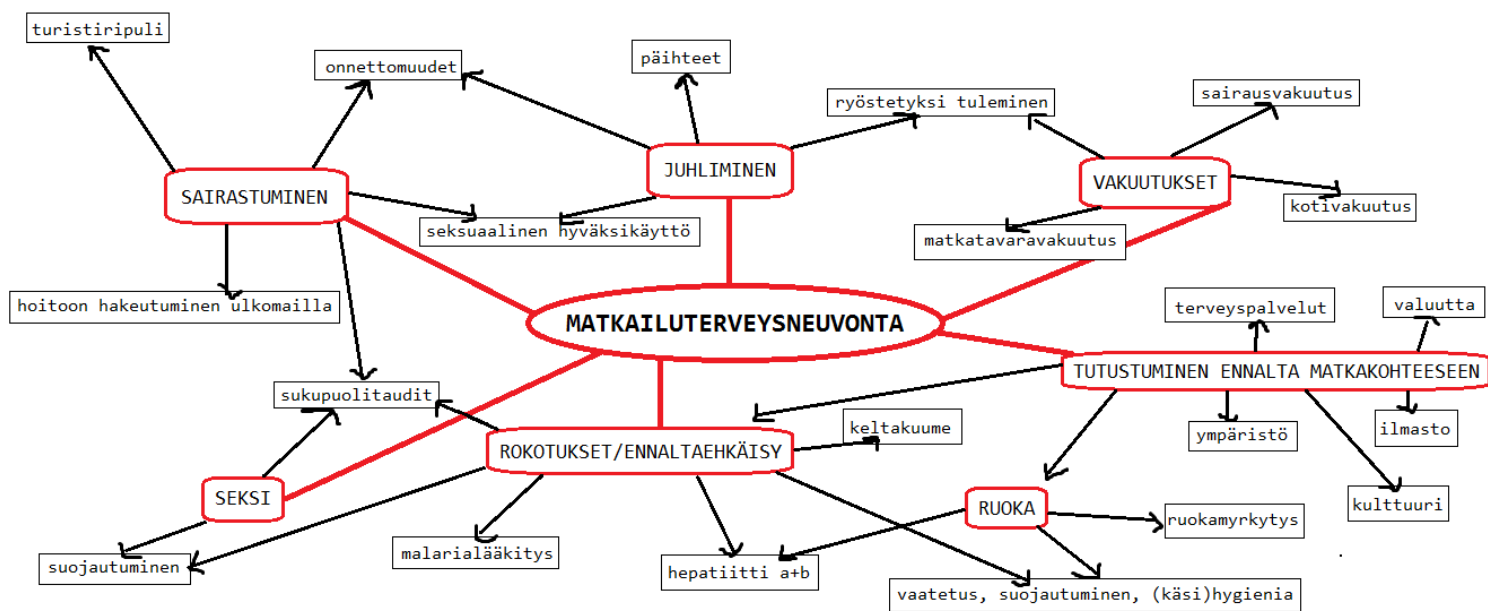 turistiripuli
onnettomuudet
päihteet
ryöstetyksi tuleminen
sairausvakuutus
SAIRASTUMINEN
JUHLIMINEN
VAKUUTUKSET
kotivakuutus
seksuaalinen hyväksikäyttö
matkatavaravakuutus
hoitoon hakeutuminen ulkomailla
MATKAILUTERVEYSNEUVONTA
terveyspalvelut
valuutta
TUTUSTUMINEN ENNALTA MATKAKOHTEESEEN
sukupuolitaudit
keltakuume
ympäristö
ilmasto
ROKOTUKSET/ENNALTAEHKÄISY
SEKSI
RUOKA
kulttuuri
ruokamyrkytys
malarialääkitys
suojautuminen
hepatiitti a+b
vaatetus, suojautuminen, (käsi)hygienia